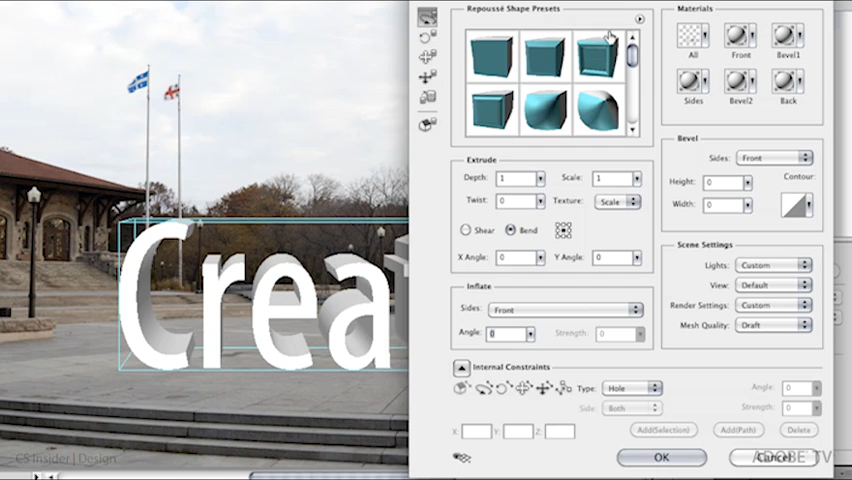 Repoussé Shape Presets
Materials
All
Front
Bevel1
Sides
Bevel2
Back
Extrude
Depth: 1
Scale: 1
Twist: 0
Texture: Scale
Shear
Bend
X Angle: 0
Y Angle: 0
Bevel
Sides: Front
Height: 0
Contour:
Width: 0
Scene Settings
Lights: Custom
View: Default
Render Settings: Custom
Mesh Quality: Draft
Inflate
Sides: Front
Angle: 0
Strength: 0
Internal Constraints
Type: Hole
Angle: 0
Side: Both
Strength: 0
X:
Y:
Z:
Add(Selection)
Add(Path)
Delete
OK
Cancel
Creat
CS Insider | Design
ADOBE TV